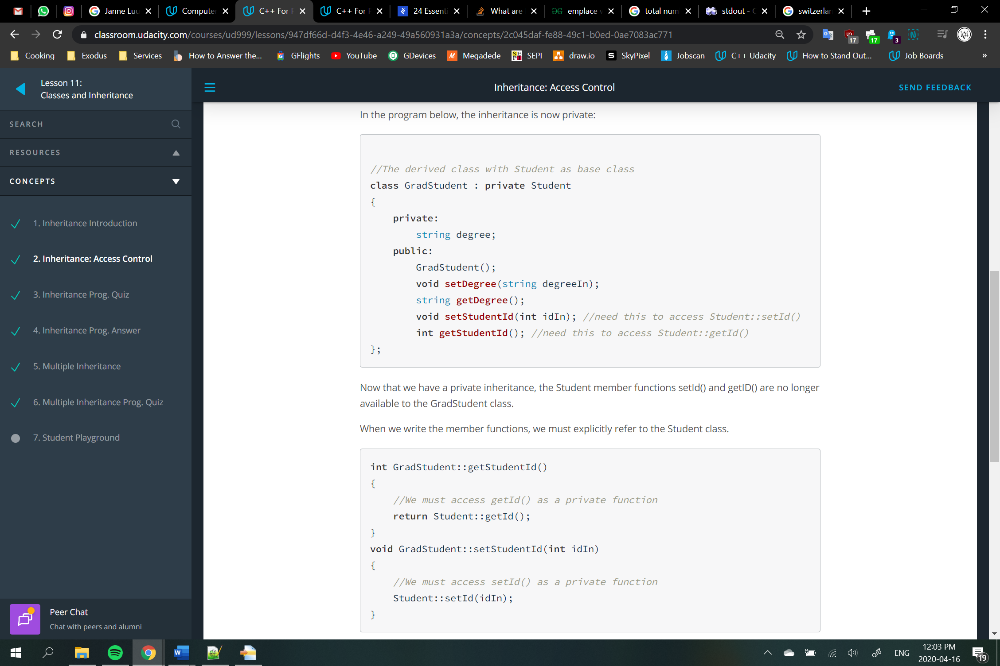 Janne Luu
Computer
C++ For
C++ For
24 Essenti
What are
emplace
total num
stdout - C
switzerlan
classroom.udacity.com/courses/ud999/lessons/947df66d-d4f3-4e46-a249-49a560931a3a/concepts/2c045daf-fe88-49c1-b0ed-0ae7083ac771
17
17
3
Cooking
Exodus
Services
How to Answer the...
GFlights
YouTube
GDevices
Megadede
SEPI
draw.io
SkyPixel
Jobscan
C++ Udacity
How to Stand Out...
Job Boards
»
Lesson 11:
Classes and Inheritance
Inheritance: Access Control
SEND FEEDBACK
SEARCH
RESOURCES
CONCEPTS
1. Inheritance Introduction
2. Inheritance: Access Control
3. Inheritance Prog. Quiz
4. Inheritance Prog. Answer
5. Multiple Inheritance
6. Multiple Inheritance Prog. Quiz
7. Student Playground
Peer Chat
Chat with peers and alumni
In the program below, the inheritance is now private:
//The derived class with Student as base class
class GradStudent : private Student
{
private:
string degree;
public:
GradStudent();
void setDegree(string degreeIn);
string getDegree();
void setStudentId(int idIn); //need this to access Student::setId()
int getStudentId(); //need this to access Student::getId()
};
Now that we have a private inheritance, the Student member functions setId() and getID() are no longer
available to the GradStudent class.
When we write the member functions, we must explicitly refer to the Student class.
int GradStudent::getStudentId()
{
//We must access getId() as a private function
return Student::getId();
}
void GradStudent::setStudentId(int idIn)
{
//We must access setId() as a private function
Student::setId(idIn);
}
ENG
12:03 PM
2020-04-16
19